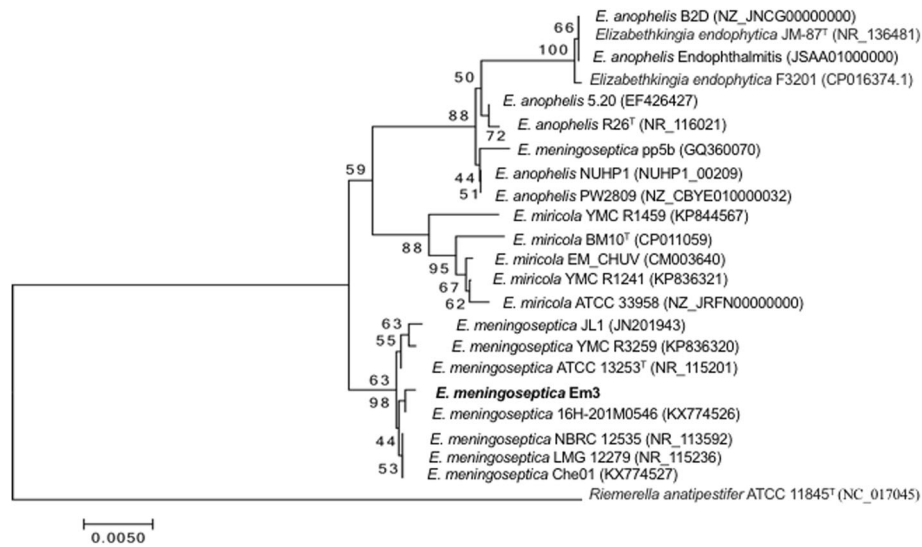 E. anophelis B2D (NZ_JNCG00000000)
66
Elizabethkingia endophytica JM-87ᵀ (NR_136481)
100
E. anophelis Endophthalmitis (JSAA01000000)
Elizabethkingia endophytica F3201 (CP016374.1)
50
E. anophelis 5.20 (EF426427)
88
E. anophelis R26ᵀ (NR_116021)
72
E. meningoseptica pp5b (GQ360070)
59
E. anophelis NUHP1 (NUHP1_00209)
44
E. anophelis PW2809 (NZ_CBYE010000032)
51
E. miricola YMC R1459 (KP844567)
88
E. miricola BM10ᵀ (CP011059)
E. miricola EM_CHUV (CM003640)
95
E. miricola YMC R1241 (KP836321)
67
E. miricola ATCC 33958 (NZ_JRFN00000000)
62
63
E. meningoseptica JL1 (JN201943)
55
E. meningoseptica YMC R3259 (KP836320)
E. meningoseptica ATCC 13253ᵀ (NR_115201)
63
E. meningoseptica Em3
98
E. meningoseptica 16H-201M0546 (KX774526)
44
E. meningoseptica NBRC 12535 (NR_113592)
E. meningoseptica LMG 12279 (NR_115236)
53
E. meningoseptica Che01 (KX774527)
Riemerella anatipestifer ATCC 11845ᵀ (NC_017045)
0.0050